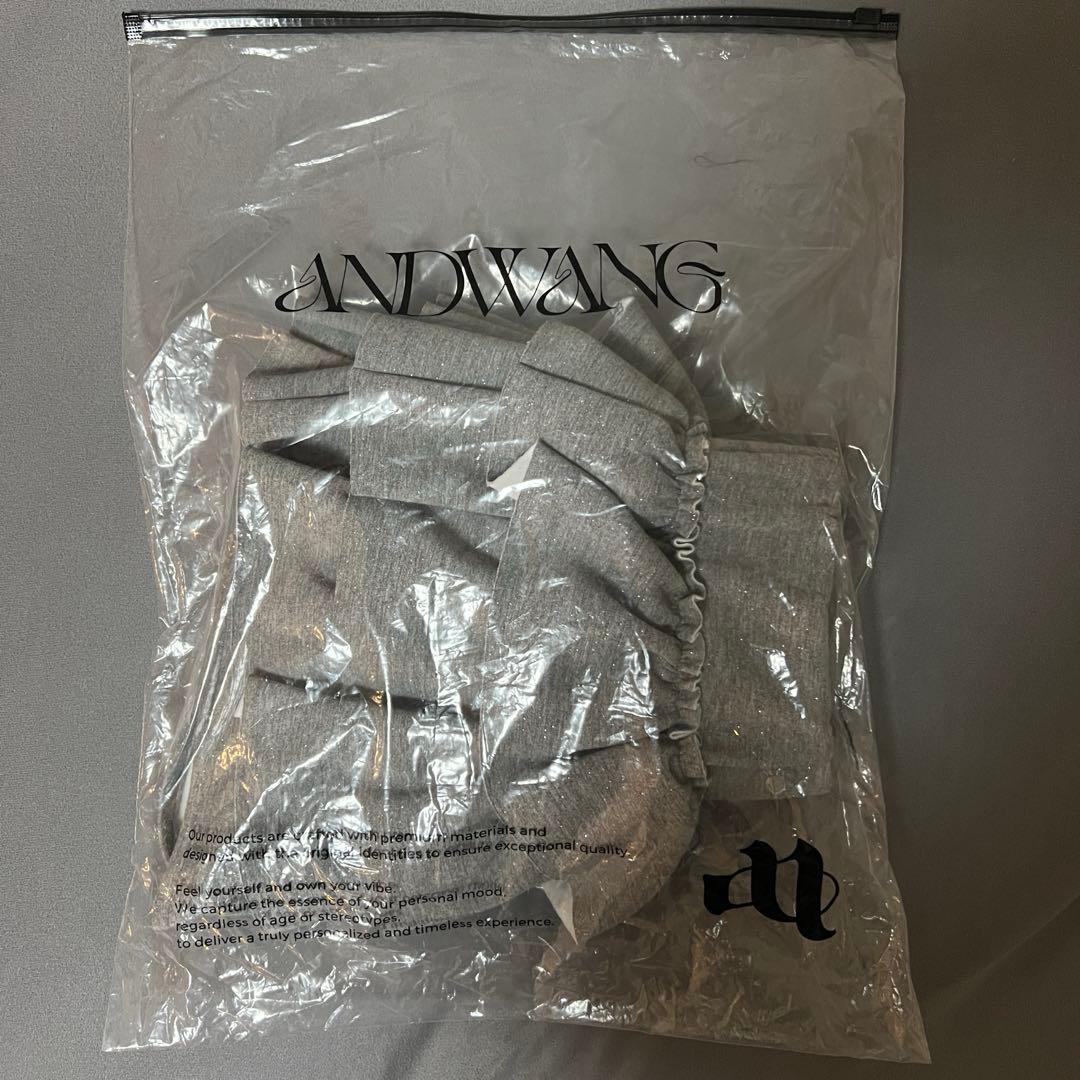 ANDWANG
Our products are crafted with premium materials and
designed with the original identities to ensure exceptional quality.
Feel yourself and own your vibe.
We capture the essence of your personal mood,
regardless of age or stereotypes.
to deliver a truly personalized and timeless experience.